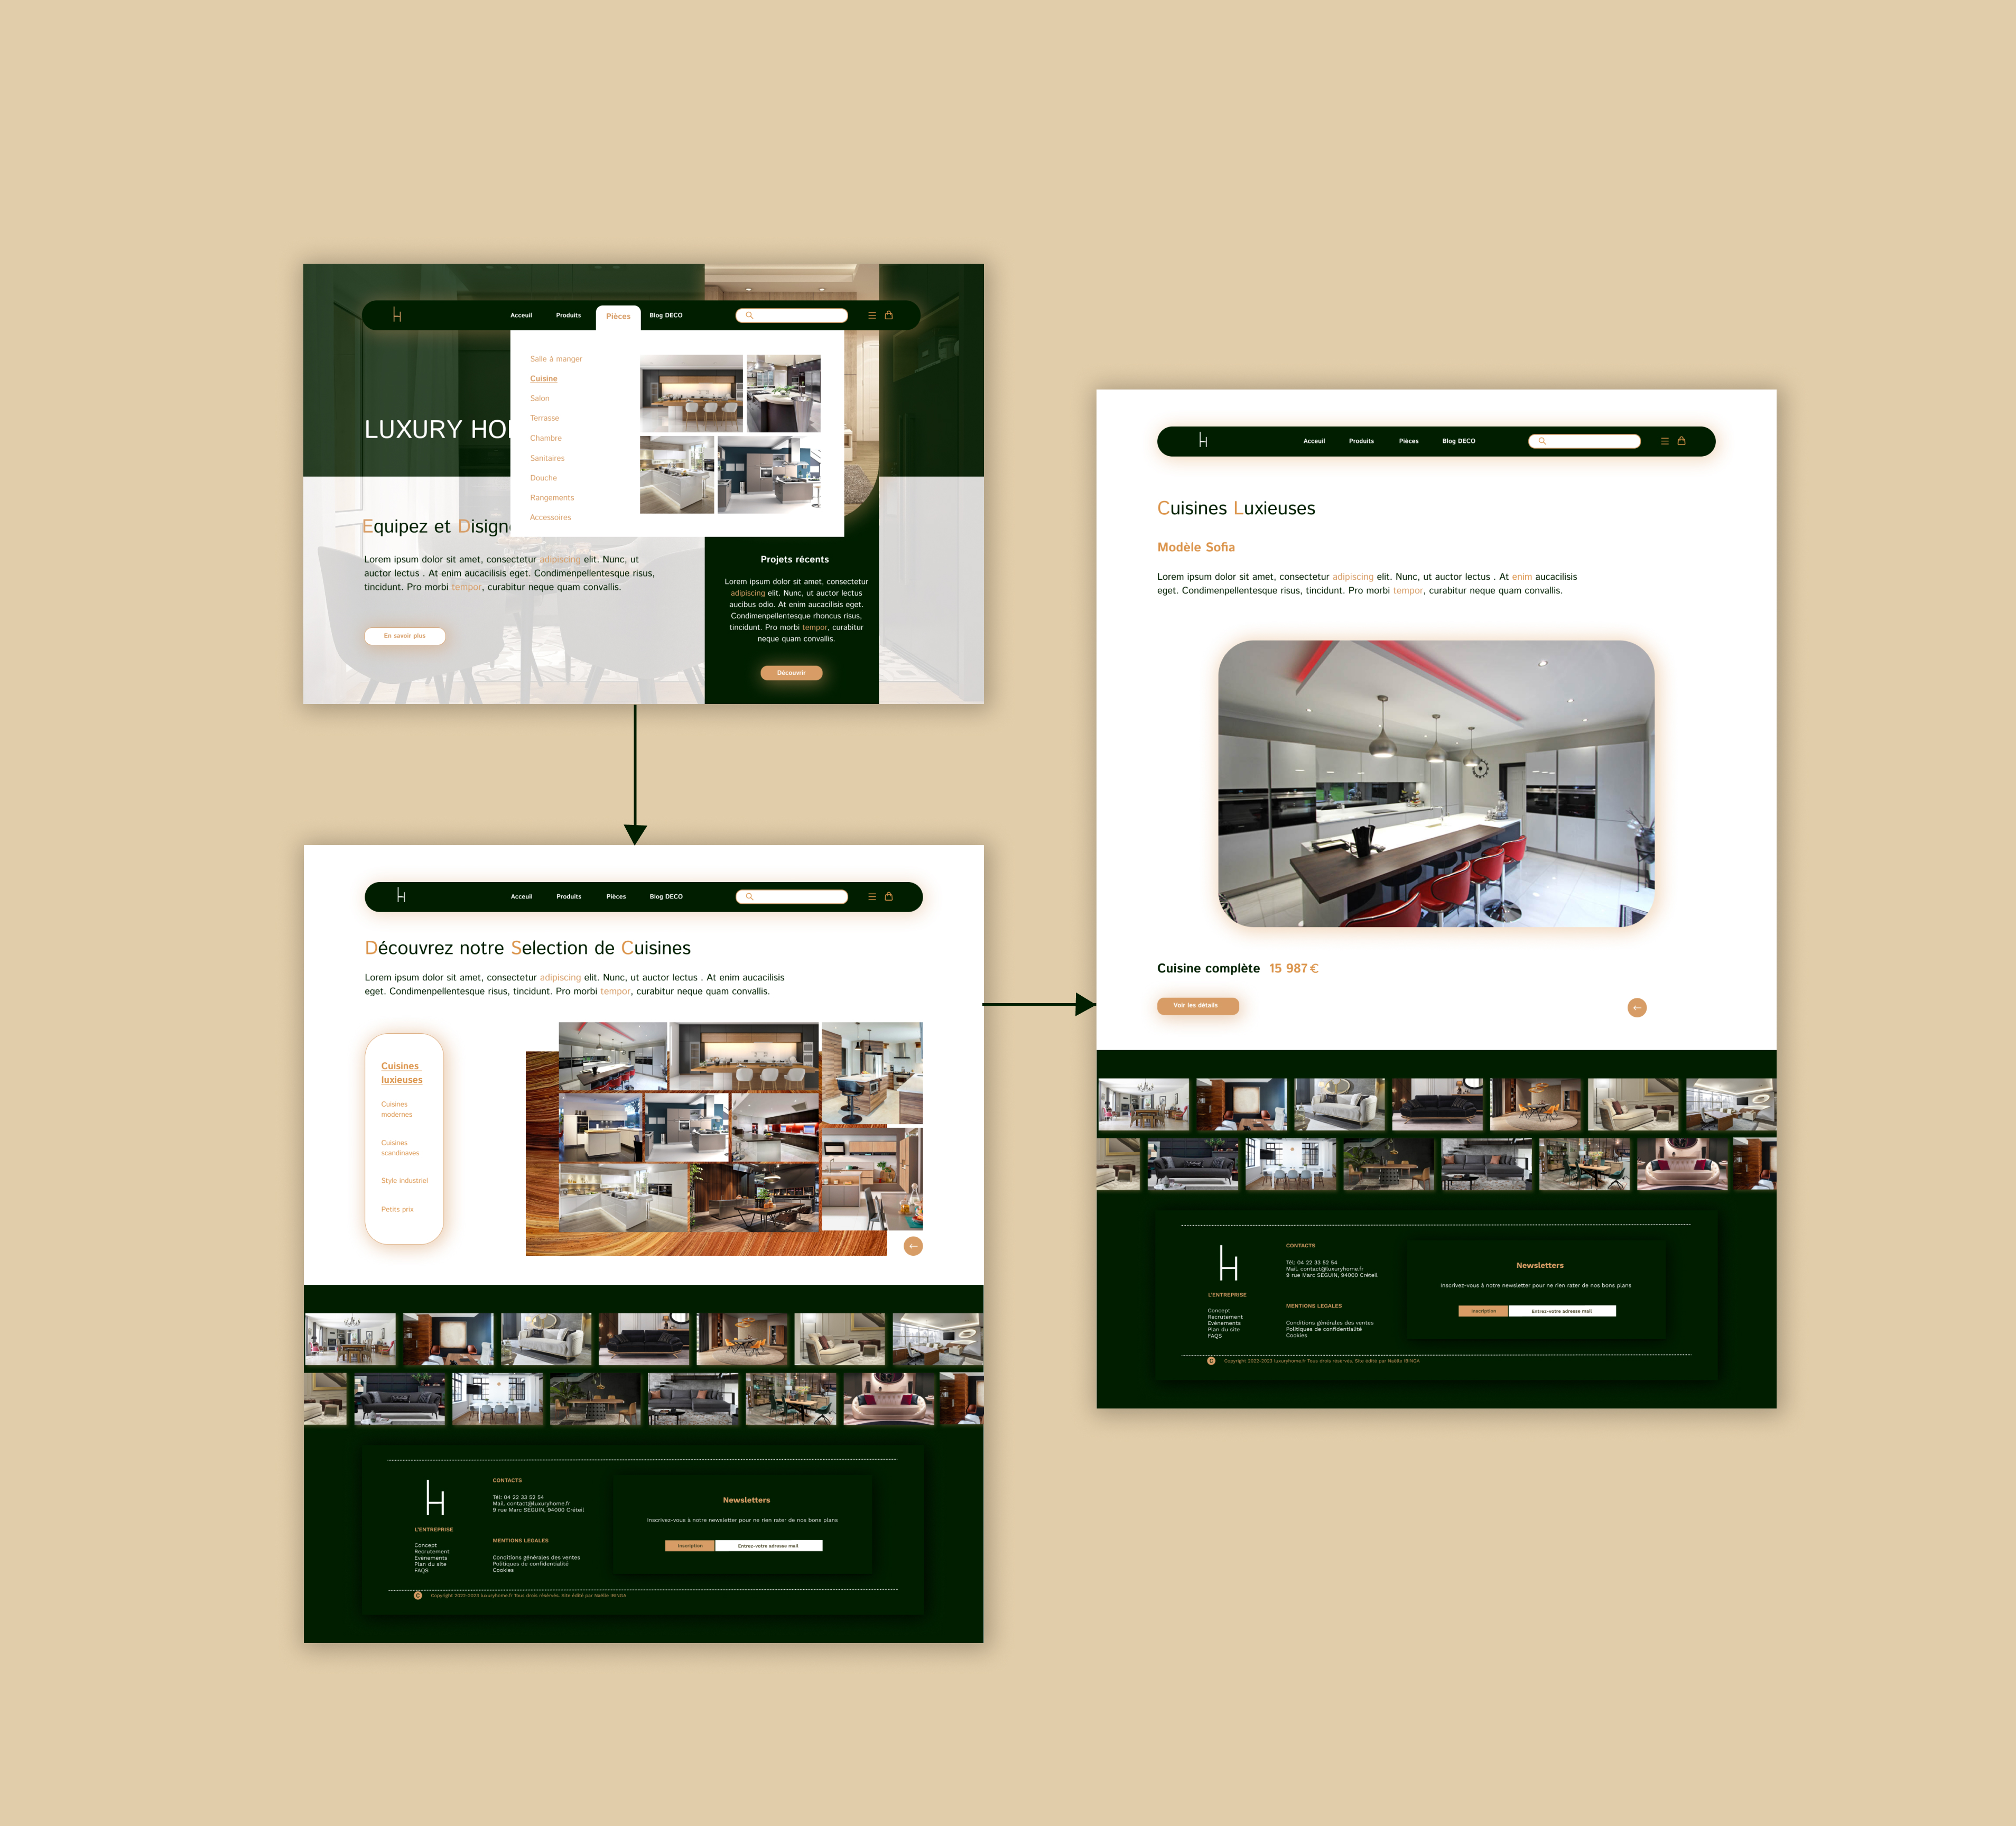 Acceuil
Produits
Pièces
Blog DECO
Salle à manger
Cuisine
Salon
Terrasse
Chambre
Sanitaires
Douche
Rangements
Accessoires
LUXURY HO
Equipez et Disign
Lorem ipsum dolor sit amet, consectetur adipiscing elit. Nunc, ut
auctor lectus . At enim aucacilisis eget. Condimenpellentesque risus,
tincidunt. Pro morbi tempor, curabitur neque quam convallis.
En savoir plus
Projets récents
Lorem ipsum dolor sit amet, consectetur
adipiscing elit. Nunc, ut auctor lectus
aucibus odio. At enim aucacilisis eget.
Condimenpellentesque rhoncus risus,
tincidunt. Pro morbi tempor, curabitur
neque quam convallis.
Découvrir
Acceuil
Produits
Pièces
Blog DECO
Découvrez notre Selection de Cuisines
Lorem ipsum dolor sit amet, consectetur adipiscing elit. Nunc, ut auctor lectus . At enim aucacilisis
eget. Condimenpellentesque risus, tincidunt. Pro morbi tempor, curabitur neque quam convallis.
Cuisines
luxieuses
Cuisines
modernes
Cuisines
scandinaves
Style industriel
Petits prix
L'ENTREPRISE
Concept
Recrutement
Evènements
Plan du site
FAQS
CONTACTS
Tél: 04 22 33 52 54
Mail. contact@luxuryhome.fr
9 rue Marc SEGUIN, 94000 Créteil
MENTIONS LEGALES
Conditions générales des ventes
Politiques de confidentialité
Cookies
Newsletters
Inscrivez-vous à notre newsletter pour ne rien rater de nos bons plans
Inscription
Entrez-votre adresse mail
C Copyright 2022-2023 luxuryhome.fr Tous drois résérvés. Site édité par Naëlle IBINGA
Acceuil
Produits
Pièces
Blog DECO
Cuisines Luxieuses
Modèle Sofia
Lorem ipsum dolor sit amet, consectetur adipiscing elit. Nunc, ut auctor lectus . At enim aucacilisis
eget. Condimenpellentesque risus, tincidunt. Pro morbi tempor, curabitur neque quam convallis.
Cuisine complète 15 987 €
Voir les détails
L'ENTREPRISE
Concept
Recrutement
Evènements
Plan du site
FAQS
CONTACTS
Tél: 04 22 33 52 54
Mail. contact@luxuryhome.fr
9 rue Marc SEGUIN, 94000 Créteil
MENTIONS LEGALES
Conditions générales des ventes
Politiques de confidentialité
Cookies
Newsletters
Inscrivez-vous à notre newsletter pour ne rien rater de nos bons plans
Inscription
Entrez-votre adresse mail
C Copyright 2022-2023 luxuryhome.fr Tous drois résérvés. Site édité par Naëlle IBINGA